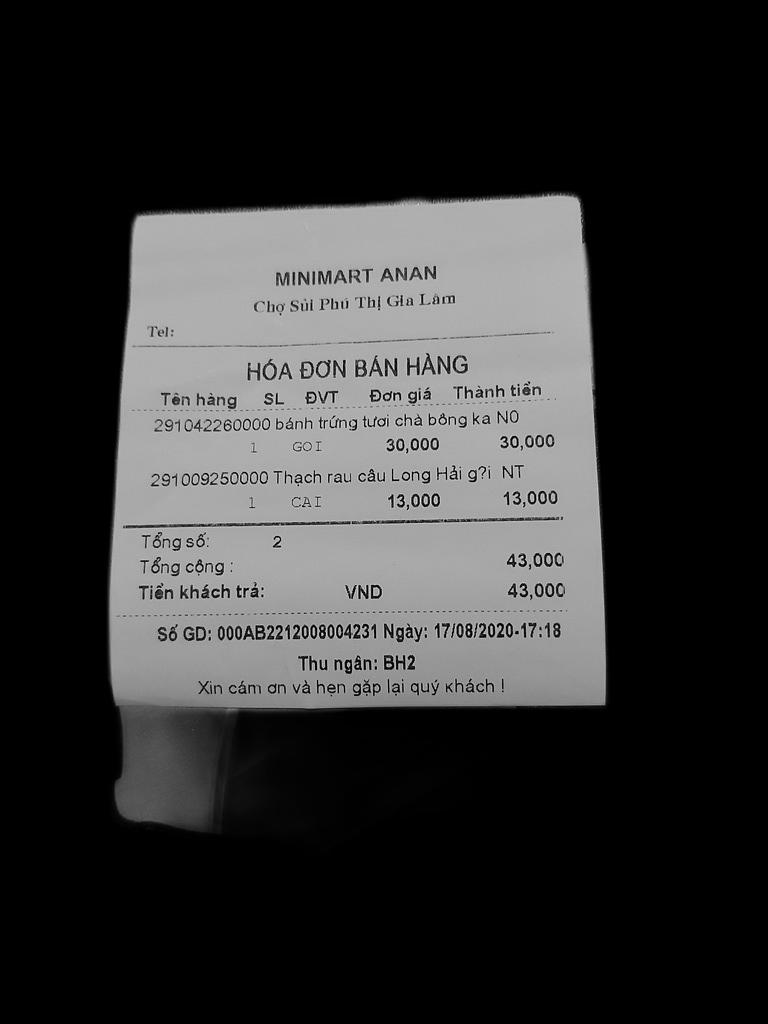 MINIMART ANAN
Chợ Sủi Phú Thị Gia Lâm
Tel:
HÓA ĐƠN BÁN HÀNG
Tên hàng SL ĐVT Đơn giá Thành tiền
291042260000 bánh trứng tươi chà bông ka N0
1 GOI 30,000 30,000
291009250000 Thạch rau câu Long Hải g?i NT
1 CAI 13,000 13,000
Tổng số: 2
Tổng cộng : 43,000
Tiền khách trả: VND 43,000
Số GD: 000AB2212008004231 Ngày: 17/08/2020-17:18
Thu ngân: BH2
Xin cám ơn và hẹn gặp lại quý khách !